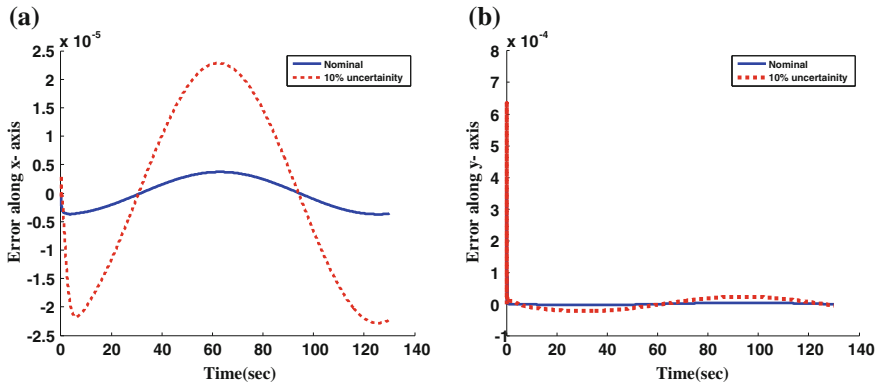 (a)
x 10-5
2.5
2
1.5
1
0.5
0
-0.5
-1
-1.5
-2
-2.5
0 20 40 60 80 100 120 140
Error along x- axis
Time(sec)
Nominal
10% uncertainity
(b)
x 10-4
8
7
6
5
4
3
2
1
0
-1
0 20 40 60 80 100 120 140
Error along y- axis
Time(sec)
Nominal
10% uncertainity